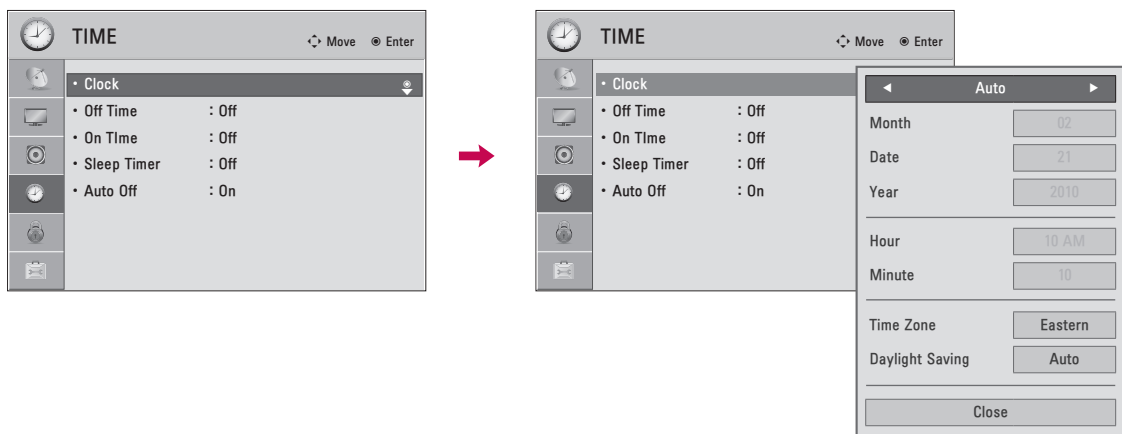 TIME
Move Enter
• Clock
• Off Time : Off
• On TIme : Off
• Sleep Timer : Off
• Auto Off : On
TIME
Move Enter
• Clock
• Off Time : Off
• On TIme : Off
• Sleep Timer : Off
• Auto Off : On
◄ Auto ►
Month 02
Date 21
Year 2010
Hour 10 AM
Minute 10
Time Zone Eastern
Daylight Saving Auto
Close